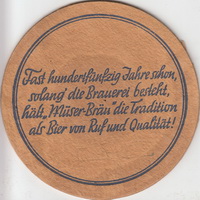 Fast hundertfünfzig Jahre schon,
solang' die Brauerei besteht,
hält „Müser-Bräu" die Tradition
als Bier von Ruf und Qualität!